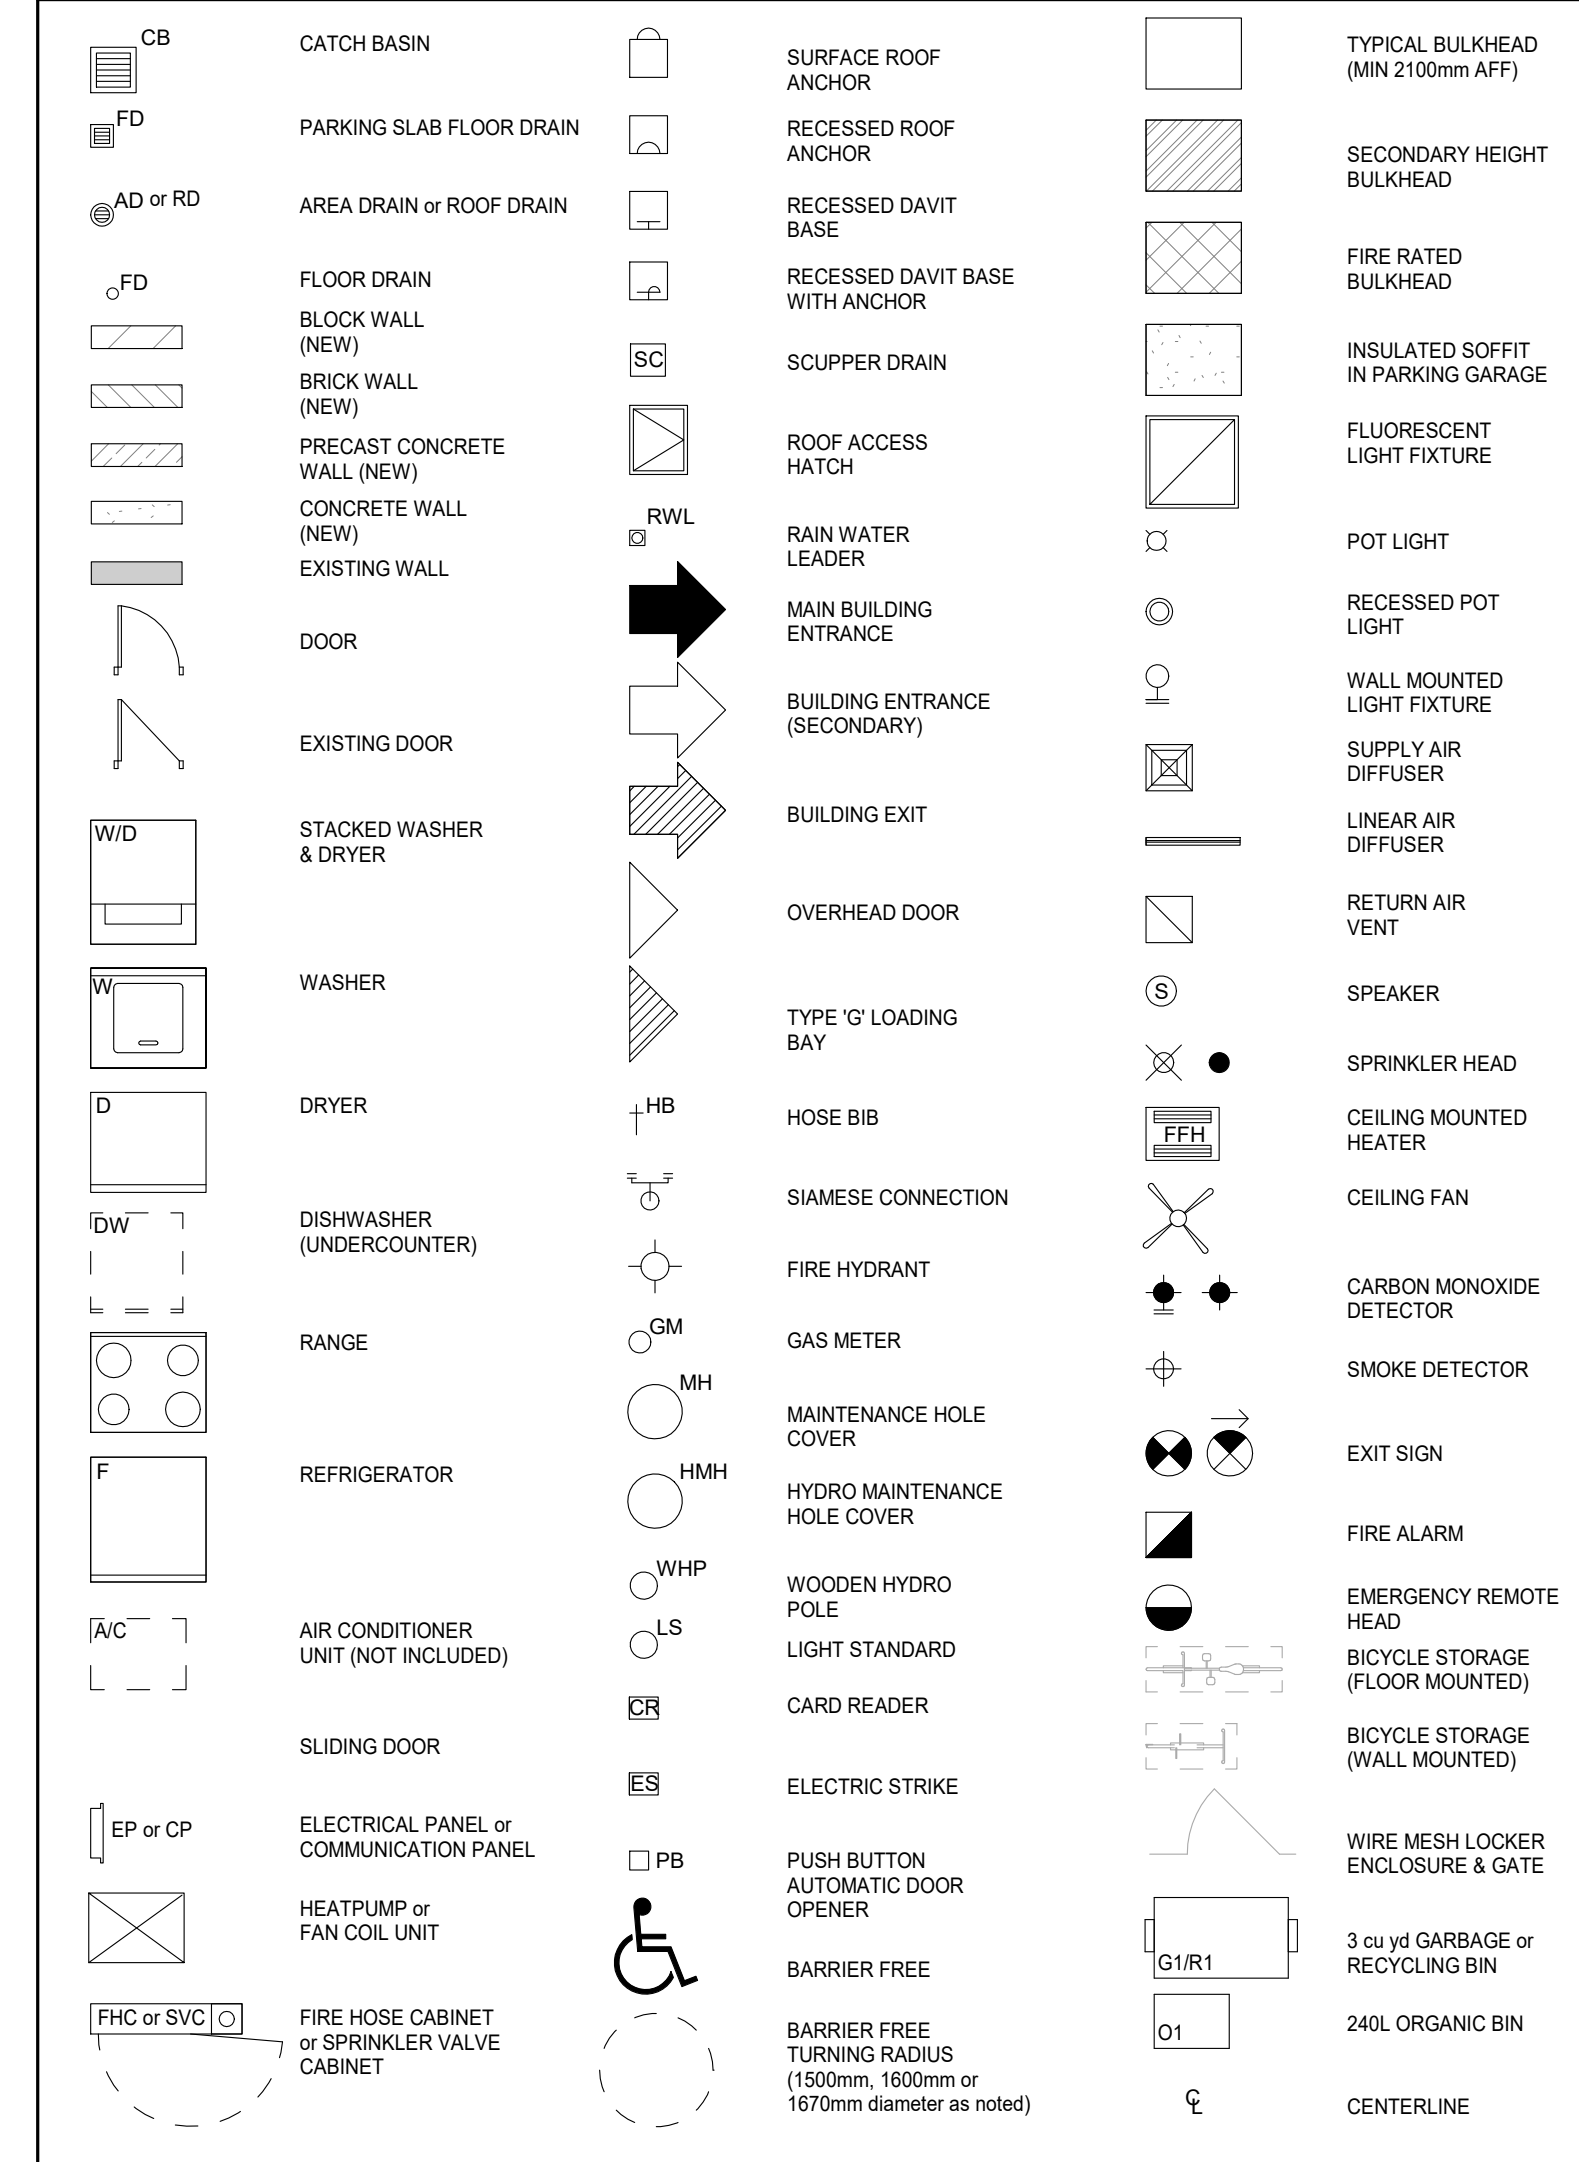 CB
CATCH BASIN
FD
PARKING SLAB FLOOR DRAIN
AD or RD
AREA DRAIN or ROOF DRAIN
FD
FLOOR DRAIN
BLOCK WALL
(NEW)
BRICK WALL
(NEW)
PRECAST CONCRETE
WALL (NEW)
CONCRETE WALL
(NEW)
EXISTING WALL
DOOR
EXISTING DOOR
W/D
STACKED WASHER
& DRYER
W
WASHER
D
DRYER
DW
DISHWASHER
(UNDERCOUNTER)
RANGE
F
REFRIGERATOR
A/C
AIR CONDITIONER
UNIT (NOT INCLUDED)
SLIDING DOOR
EP or CP
ELECTRICAL PANEL or
COMMUNICATION PANEL
HEATPUMP or
FAN COIL UNIT
FHC or SVC
FIRE HOSE CABINET
or SPRINKLER VALVE
CABINET
SURFACE ROOF
ANCHOR
RECESSED ROOF
ANCHOR
RECESSED DAVIT
BASE
RECESSED DAVIT BASE
WITH ANCHOR
SC
SCUPPER DRAIN
ROOF ACCESS
HATCH
RWL
RAIN WATER
LEADER
MAIN BUILDING
ENTRANCE
BUILDING ENTRANCE
(SECONDARY)
BUILDING EXIT
OVERHEAD DOOR
TYPE 'G' LOADING
BAY
HB
HOSE BIB
SIAMESE CONNECTION
FIRE HYDRANT
GM
GAS METER
MH
MAINTENANCE HOLE
COVER
HMH
HYDRO MAINTENANCE
HOLE COVER
WHP
WOODEN HYDRO
POLE
LS
LIGHT STANDARD
CR
CARD READER
ES
ELECTRIC STRIKE
PB
PUSH BUTTON
AUTOMATIC DOOR
OPENER
BARRIER FREE
BARRIER FREE
TURNING RADIUS
(1500mm, 1600mm or
1670mm diameter as noted)
TYPICAL BULKHEAD
(MIN 2100mm AFF)
SECONDARY HEIGHT
BULKHEAD
FIRE RATED
BULKHEAD
INSULATED SOFFIT
IN PARKING GARAGE
FLUORESCENT
LIGHT FIXTURE
POT LIGHT
RECESSED POT
LIGHT
WALL MOUNTED
LIGHT FIXTURE
SUPPLY AIR
DIFFUSER
LINEAR AIR
DIFFUSER
RETURN AIR
VENT
S
SPEAKER
SPRINKLER HEAD
FFH
CEILING MOUNTED
HEATER
CEILING FAN
CARBON MONOXIDE
DETECTOR
SMOKE DETECTOR
EXIT SIGN
FIRE ALARM
EMERGENCY REMOTE
HEAD
BICYCLE STORAGE
(FLOOR MOUNTED)
BICYCLE STORAGE
(WALL MOUNTED)
WIRE MESH LOCKER
ENCLOSURE & GATE
G1/R1
3 cu yd GARBAGE or
RECYCLING BIN
O1
240L ORGANIC BIN
℄
CENTERLINE